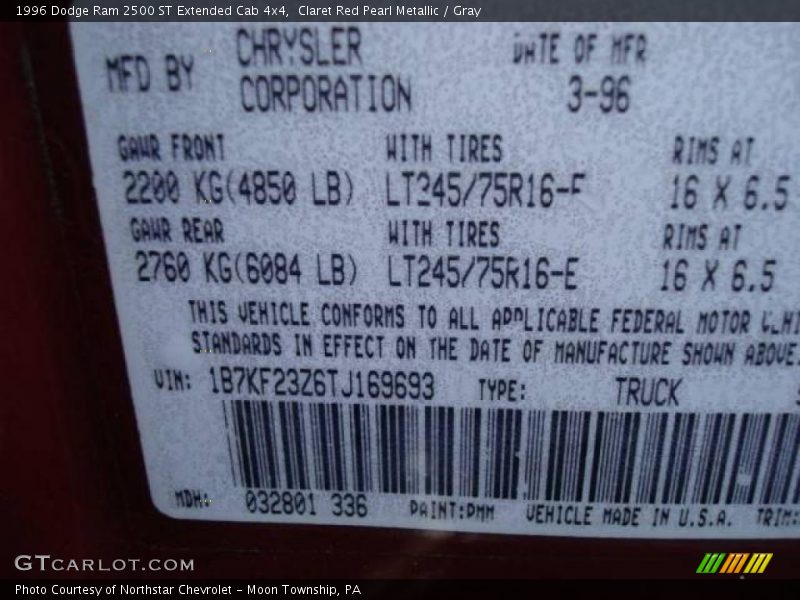 1996 Dodge Ram 2500 ST Extended Cab 4x4, Claret Red Pearl Metallic / Gray
MFD BY CHRYSLER CORPORATION DATE OF MFR 3-96
GAWR FRONT WITH TIRES RIMS AT
2200 KG(4850 LB) LT245/75R16-E 16 X 6.5
GAWR REAR WITH TIRES RIMS AT
2760 KG(6084 LB) LT245/75R16-E 16 X 6.5
THIS VEHICLE CONFORMS TO ALL APPLICABLE FEDERAL MOTOR VEHI
STANDARDS IN EFFECT ON THE DATE OF MANUFACTURE SHOWN ABOVE.
VIN: 1B7KF23Z6TJ169693 TYPE: TRUCK
MDH: 032801 336 PAINT:PMM VEHICLE MADE IN U.S.A. TRIM:
GTCARLOT.COM
Photo Courtesy of Northstar Chevrolet - Moon Township, PA